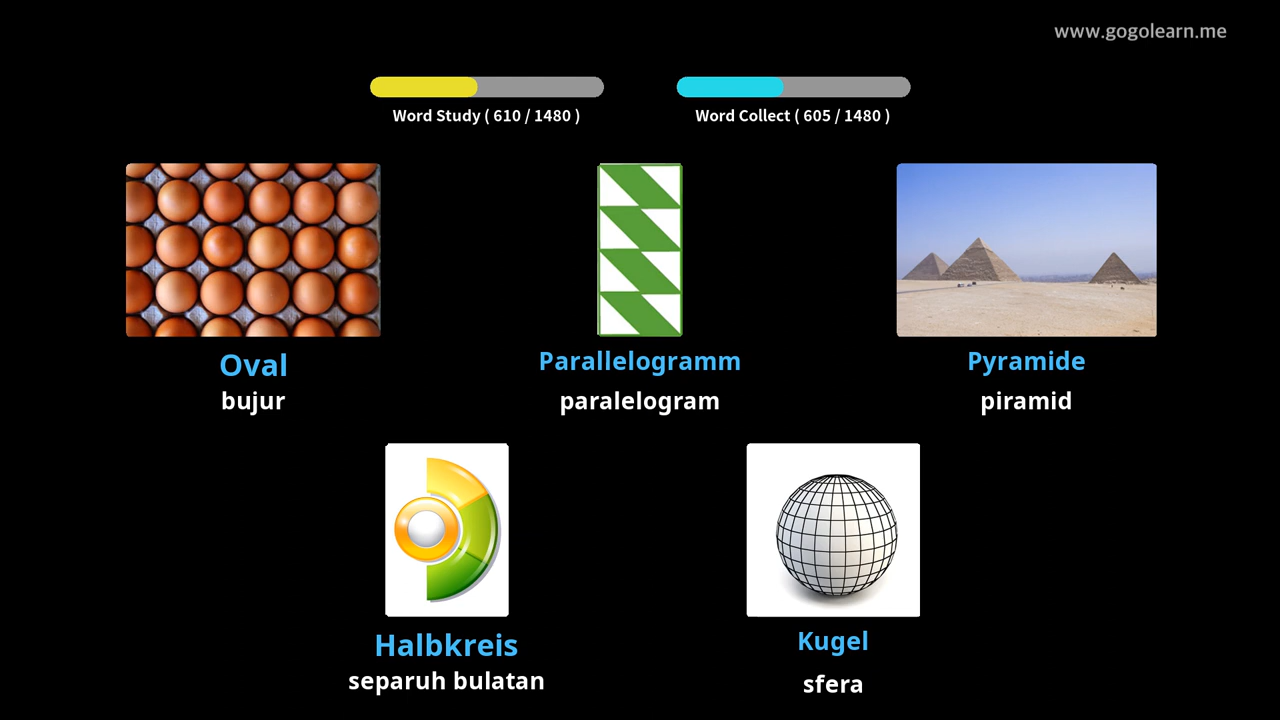 www.gogolearn.me
Word Study ( 610 / 1480 )
Word Collect ( 605 / 1480 )
Oval
bujur
Parallelogramm
paralelogram
Pyramide
piramid
Halbkreis
separuh bulatan
Kugel
sfera